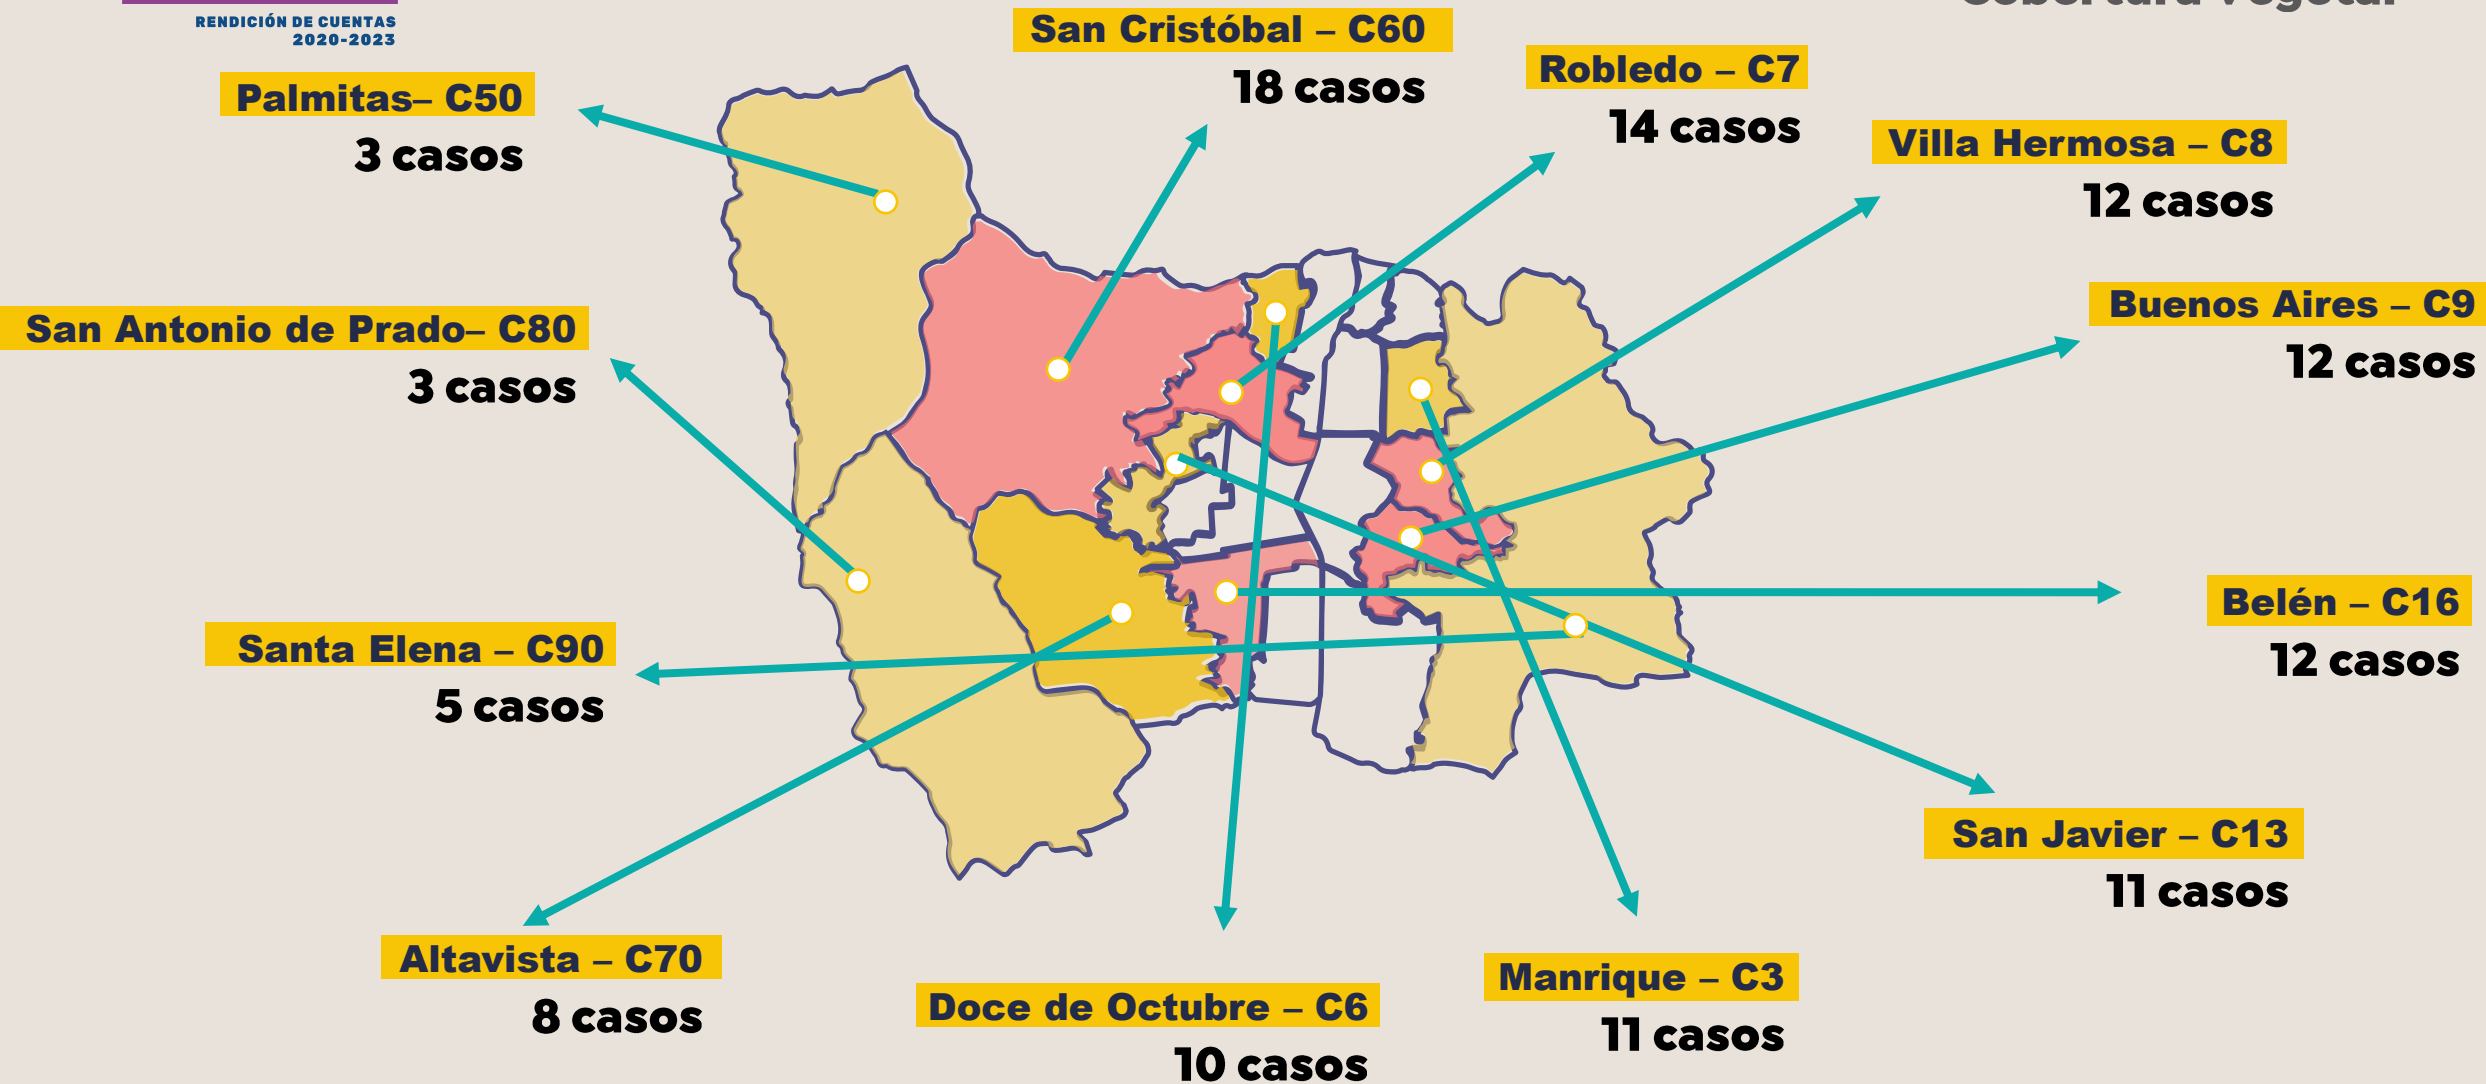 Cobertura Vegetal
RENDICIÓN DE CUENTAS
2020-2023
San Cristóbal – C60
18 casos
Robledo – C7
14 casos
Palmitas– C50
3 casos
Villa Hermosa – C8
12 casos
San Antonio de Prado– C80
3 casos
Buenos Aires – C9
12 casos
Santa Elena – C90
5 casos
Belén – C16
12 casos
San Javier – C13
11 casos
Altavista – C70
8 casos
Doce de Octubre – C6
10 casos
Manrique – C3
11 casos